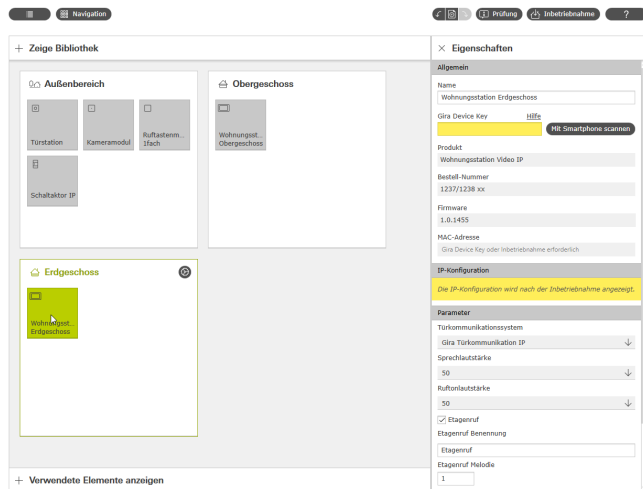 Navigation
Prüfung
Inbetriebnahme
?
+ Zeige Bibliothek
Außenbereich
Türstation
Kameramodul
Ruftastenm...
1fach
Schaltaktor IP
Obergeschoss
Wohnungsst...
Obergeschoss
Erdgeschoss
Wohnungsst...
Erdgeschoss
+ Verwendete Elemente anzeigen
× Eigenschaften
Allgemein
Name
Wohnungsstation Erdgeschoss
Gira Device Key Hilfe
Mit Smartphone scannen
Produkt
Wohnungsstation Video IP
Bestell-Nummer
1237/1238 xx
Firmware
1.0.1455
MAC-Adresse
Gira Device Key oder Inbetriebnahme erforderlich
IP-Konfiguration
Die IP-Konfiguration wird nach der Inbetriebnahme angezeigt.
Parameter
Türkommunikationssystem
Gira Türkommunikation IP
Sprechlautstärke
50
Ruftonlautstärke
50
Etagenruf
Etagenruf Benennung
Etagenruf
Etagenruf Melodie
1